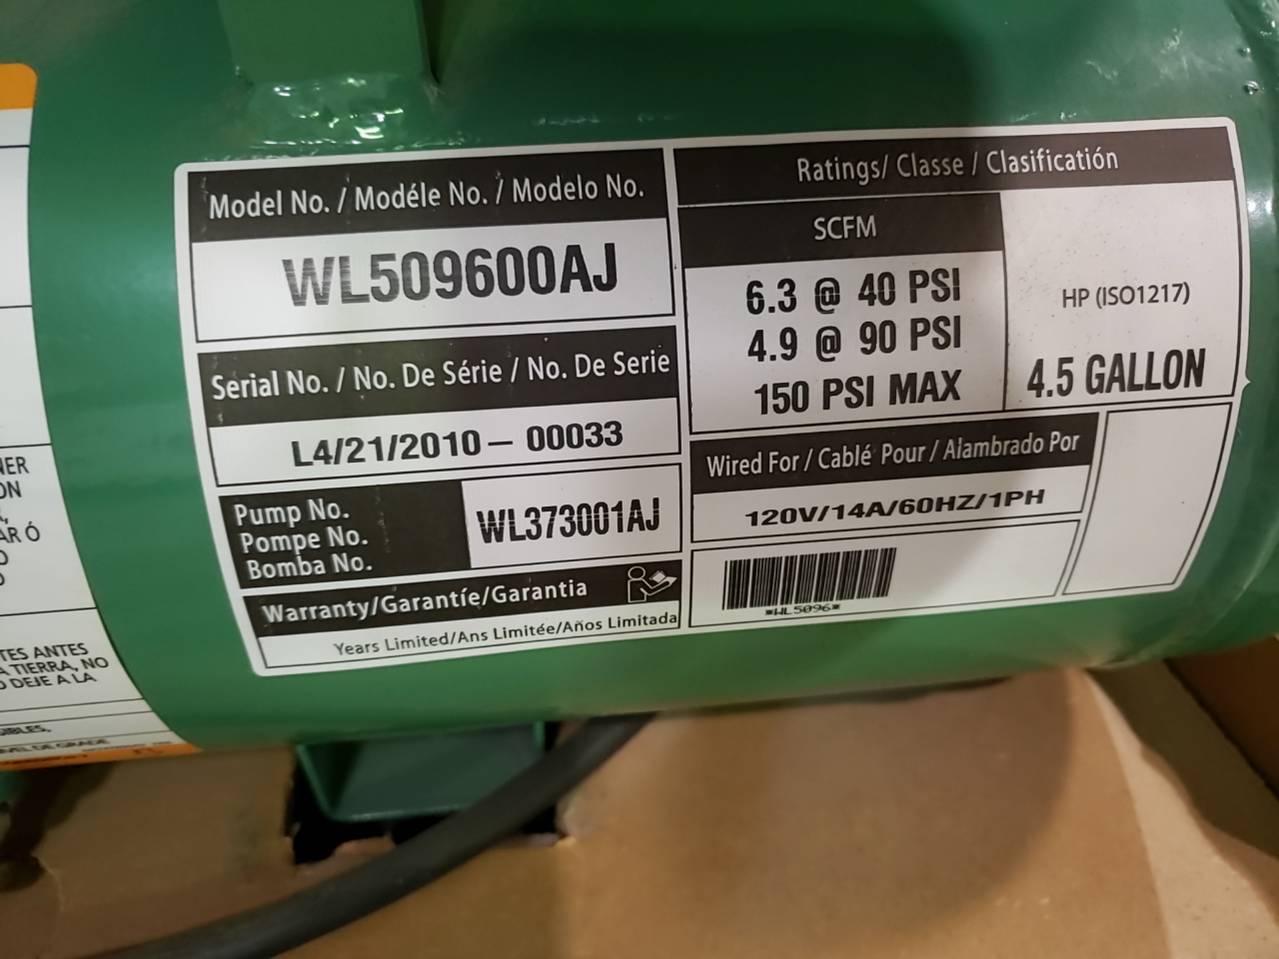 Model No. / Modéle No. / Modelo No.
WL509600AJ
Serial No. / No. De Série / No. De Serie
L4/21/2010 – 00033
Pump No.
Pompe No.
Bomba No.
WL373001AJ
Warranty/Garantíe/Garantia
Years Limited/Ans Limitée/Años Limitada
Ratings/ Classe / Clasificatión
SCFM
6.3 @ 40 PSI
4.9 @ 90 PSI
150 PSI MAX
HP (ISO1217)
4.5 GALLON
Wired For / Cablé Pour / Alambrado Por
120V/14A/60HZ/1PH
*WL5096*
AR Ó
TES ANTES
A TIERRA, NO
DEJE A LA